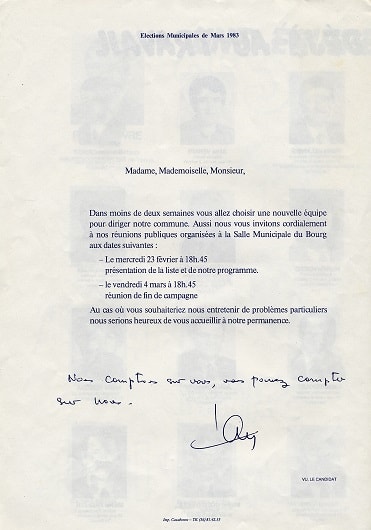 Elections Municipales de Mars 1983
Madame, Mademoiselle, Monsieur,
Dans moins de deux semaines vous allez choisir une nouvelle équipe
pour diriger notre commune. Aussi nous vous invitons cordialement
à nos réunions publiques organisées à la Salle Municipale du Bourg
aux dates suivantes :
– Le mercredi 23 février à 18h.45
présentation de la liste et de notre programme.
– le vendredi 4 mars à 18h.45
réunion de fin de campagne
Au cas où vous souhaiteriez nous entretenir de problèmes particuliers
nous serions heureux de vous accueillir à notre permanence.
Nous comptons sur vous, vous pouvez compter
sur nous.
VU. LE CANDIDAT